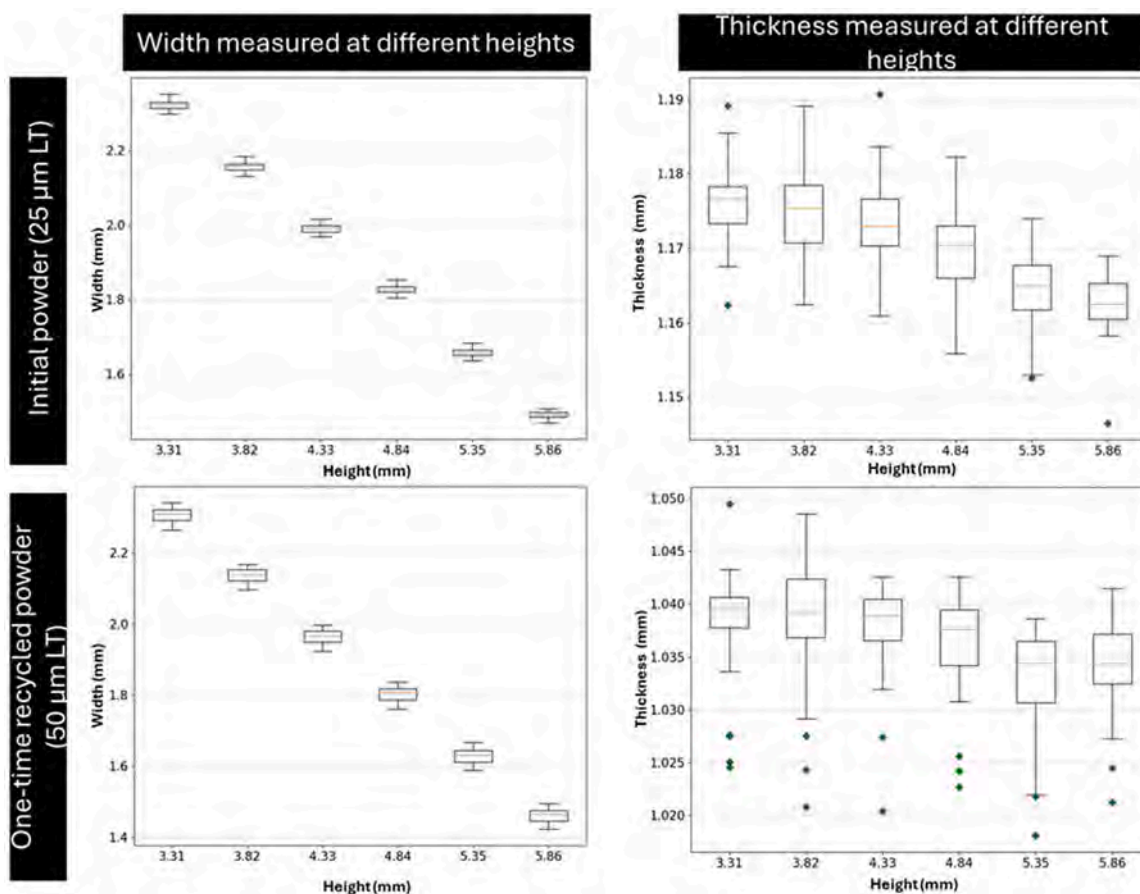 Width measured at different heights
Thickness measured at different
heights
Initial powder (25 µm LT)
Width (mm)
2.2
2.0
1.8
1.6
3.31 3.82 4.33 4.84 5.35 5.86
Height (mm)
Thickness (mm)
1.19
1.18
1.17
1.16
1.15
3.31 3.82 4.33 4.84 5.35 5.86
Height (mm)
One-time recycled powder
(50 µm LT)
Width (mm)
2.2
2.0
1.8
1.6
1.4
3.31 3.82 4.33 4.84 5.35 5.86
Height (mm)
Thickness (mm)
1.050
1.045
1.040
1.035
1.030
1.025
1.020
3.31 3.82 4.33 4.84 5.35 5.86
Height (mm)